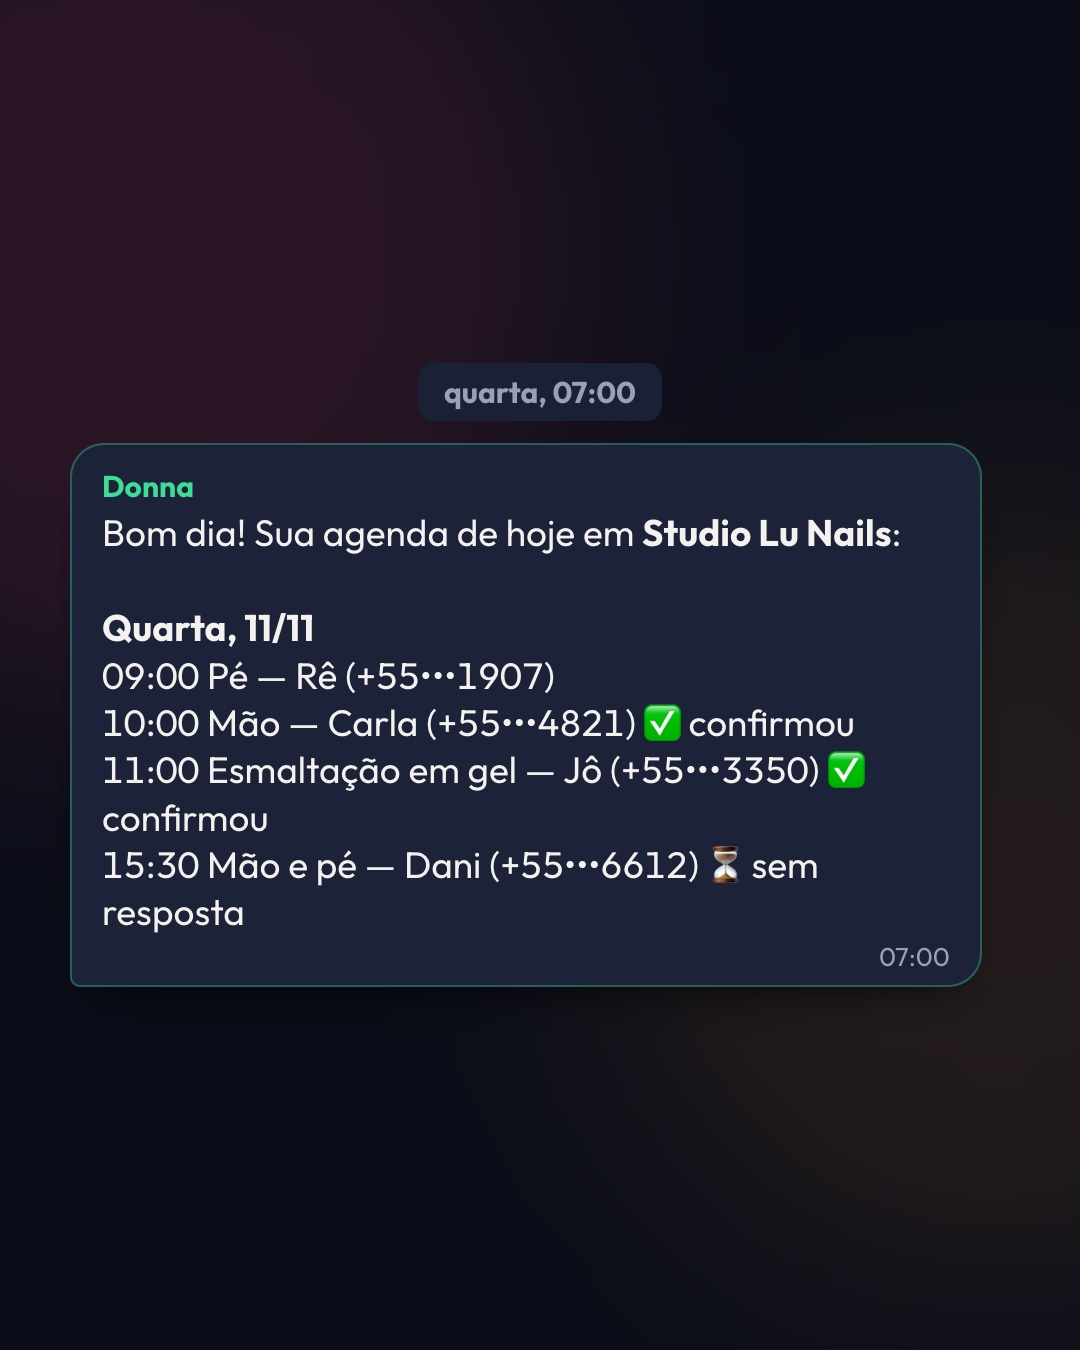 quarta, 07:00
Donna
Bom dia! Sua agenda de hoje em Studio Lu Nails:
Quarta, 11/11
09:00 Pé — Rê (+55•••1907)
10:00 Mão — Carla (+55•••4821) ✅ confirmou
11:00 Esmaltação em gel — Jô (+55•••3350) ✅
confirmou
15:30 Mão e pé — Dani (+55•••6612) ⏳ sem
resposta
07:00